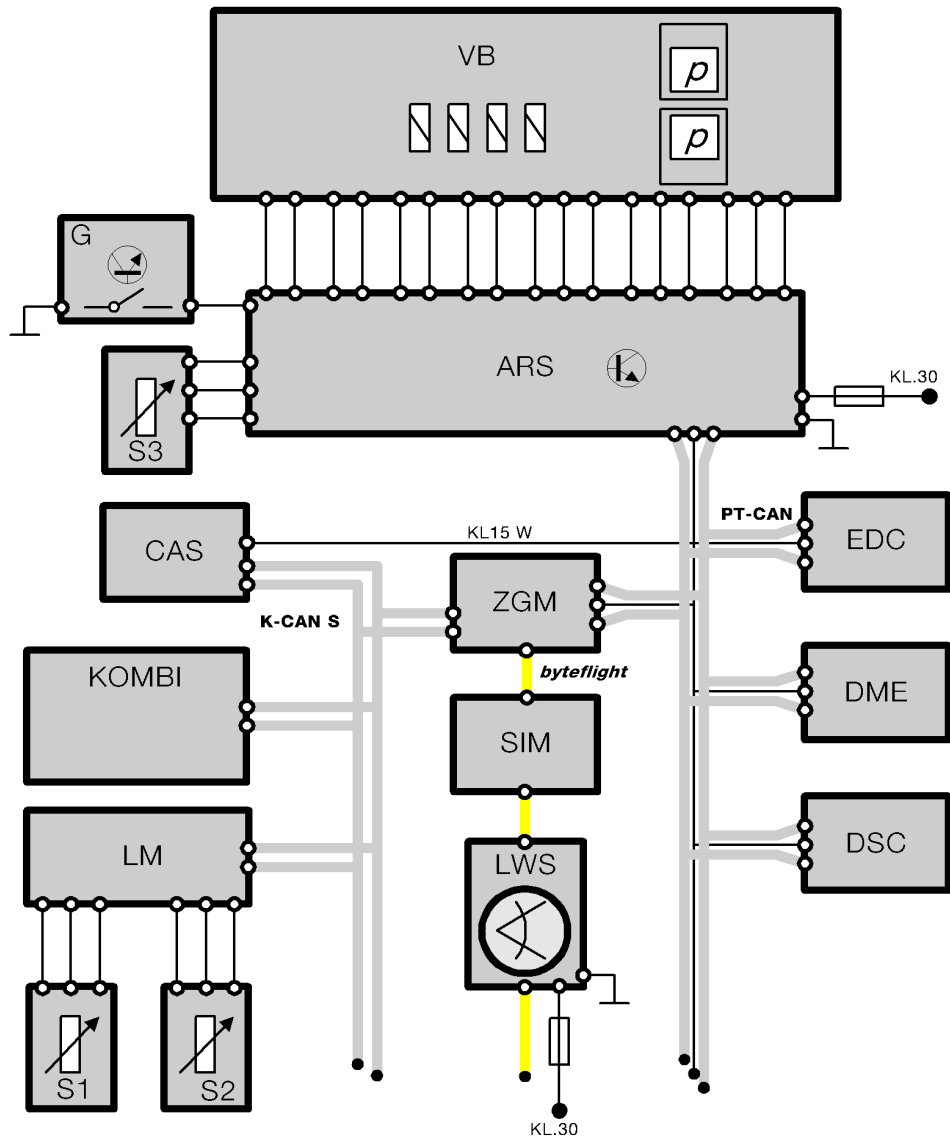 VB
p
p
G
ARS
KL.30
S3
CAS
KL15 W
PT-CAN
EDC
ZGM
K-CAN S
byteflight
KOMBI
SIM
DME
LM
LWS
DSC
S1
S2
KL.30